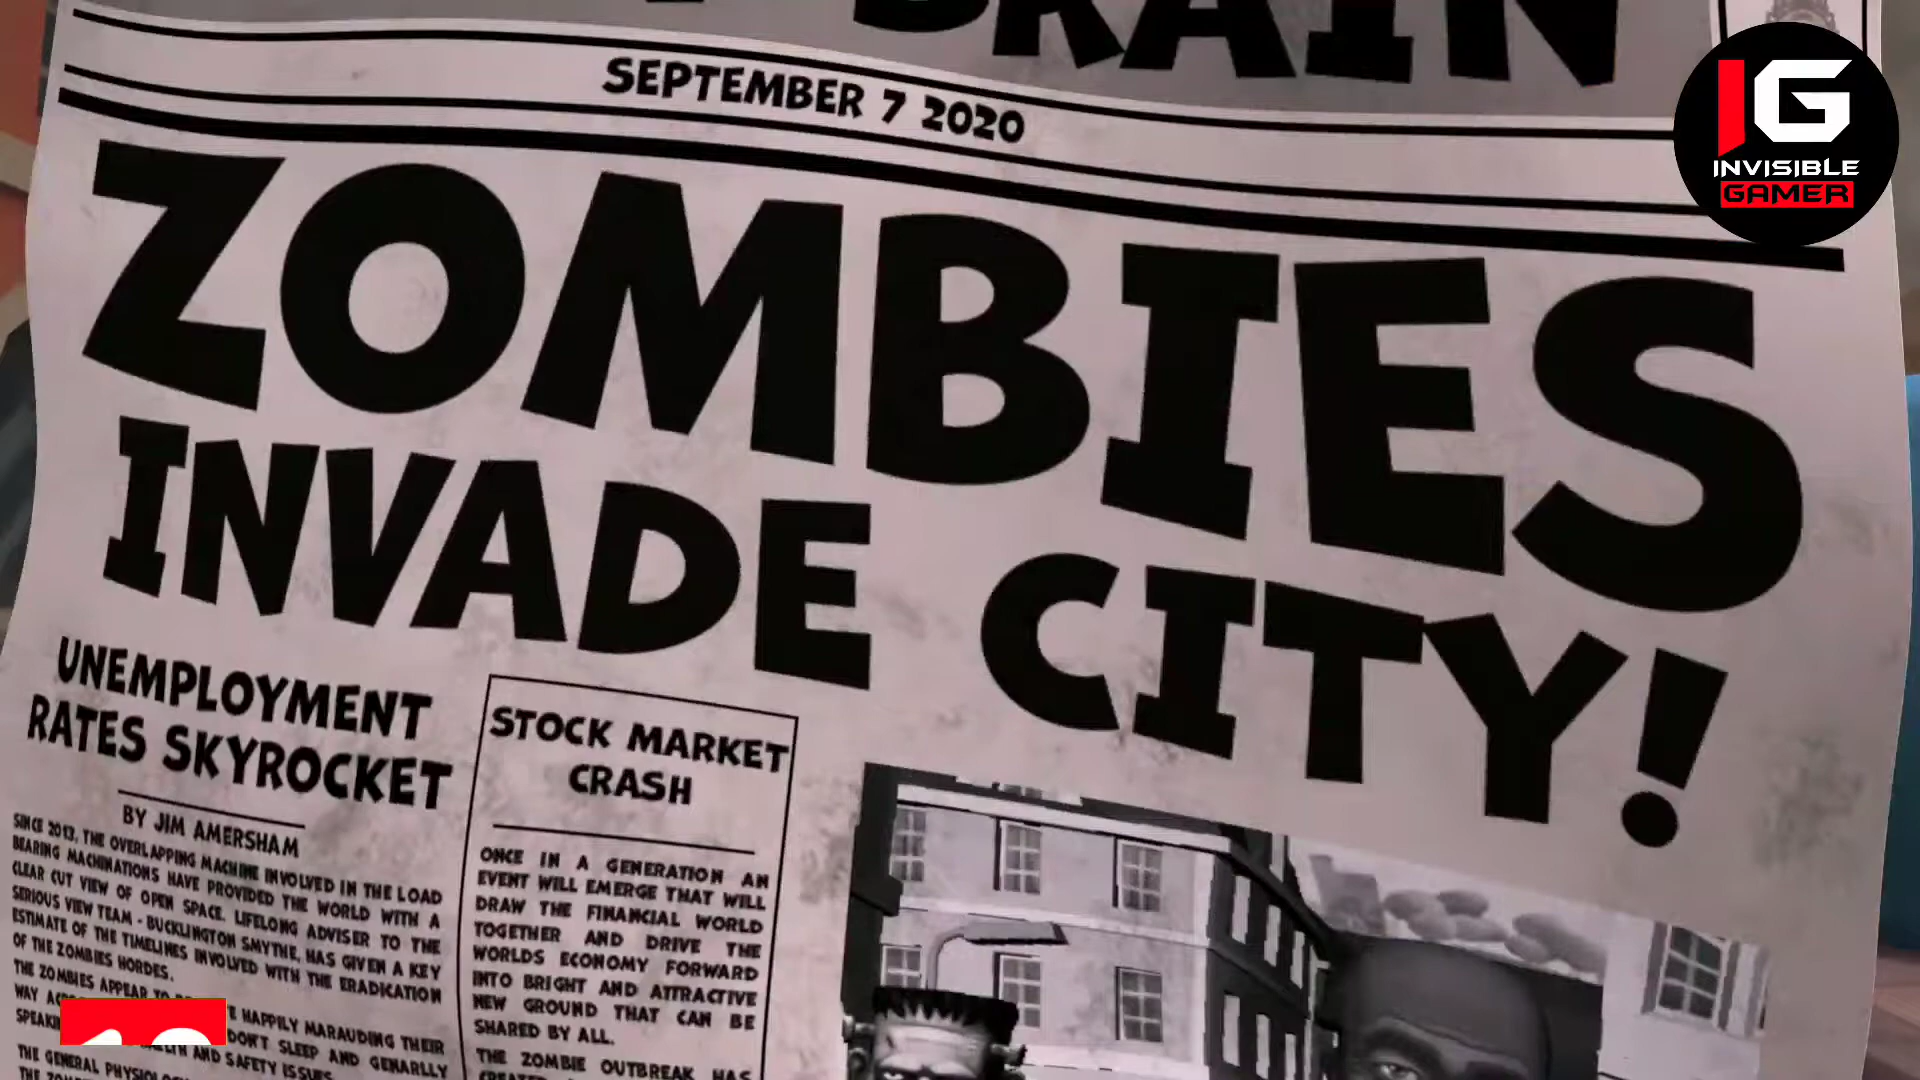 BRAIN
SEPTEMBER 7 2020
IG
INVISIBLE
GAMER
ZOMBIES
INVADE CITY!
UNEMPLOYMENT
RATES SKYROCKET
BY JIM AMERSHAM
SINCE 2013, THE OVERLAPPING MACHINE INVOLVED IN THE LOAD
BEARING MACHINATIONS HAVE PROVIDED THE WORLD WITH A
CLEAR CUT VIEW OF OPEN SPACE. LIFELONG ADVISER TO THE
SERIOUS VIEW TEAM - BUCKLINGTON SMYTHE, HAS GIVEN A KEY
ESTIMATE OF THE TIMELINES INVOLVED WITH THE ERADICATION
OF THE ZOMBIES HORDES.
THE ZOMBIES APPEAR TO HAPPILY MARAUDING THEIR
WAY DON'T SLEEP AND GENARLLY
AND SAFETY ISSUES.
THE GENERAL
STOCK MARKET
CRASH
ONCE IN A GENERATION AN
EVENT WILL EMERGE THAT WILL
DRAW THE FINANCIAL WORLD
TOGETHER AND DRIVE THE
WORLDS ECONOMY FORWARD
INTO BRIGHT AND ATTRACTIVE
NEW GROUND THAT CAN BE
SHARED BY ALL.
THE ZOMBIE OUTBREAK HAS